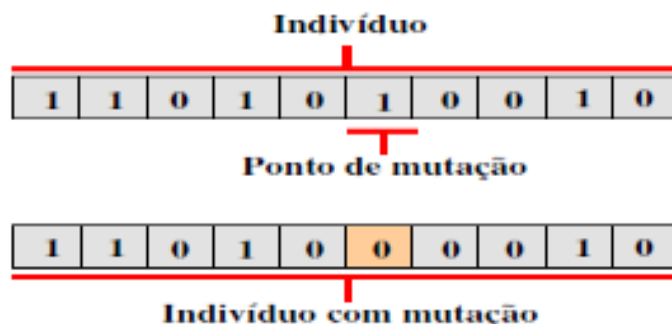 Indivíduo
1 1 0 1 0 1 0 0 1 0
Ponto de mutação
1 1 0 1 0 0 0 0 1 0
Indivíduo com mutação